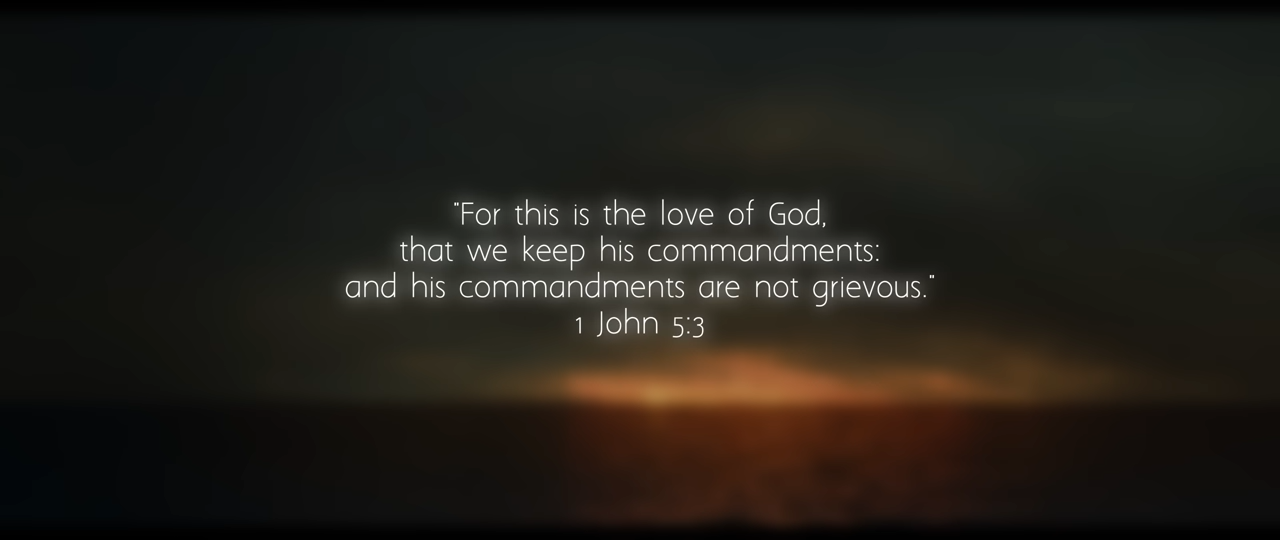 "For this is the love of God,
that we keep his commandments:
and his commandments are not grievous."
1 John 5:3